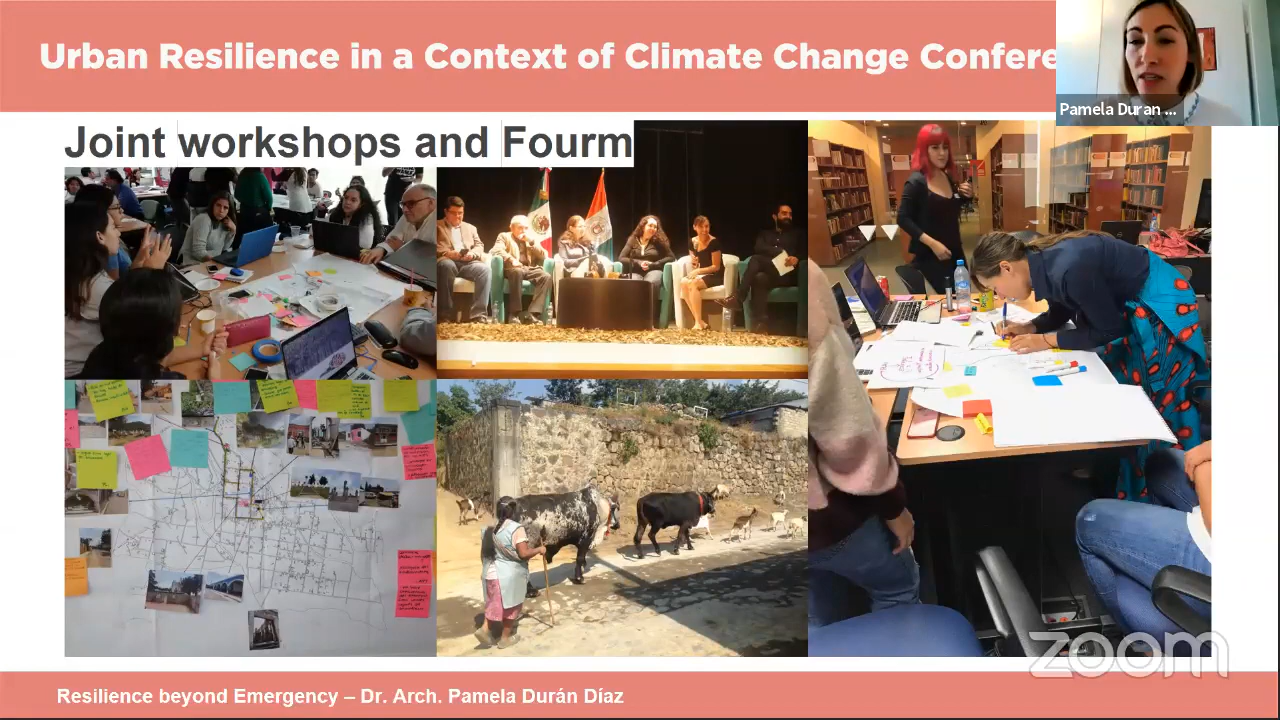 Urban Resilience in a Context of Climate Change Confere
Pamela Duran ...
Joint workshops and Fourm
zoom
Resilience beyond Emergency – Dr. Arch. Pamela Durán Díaz